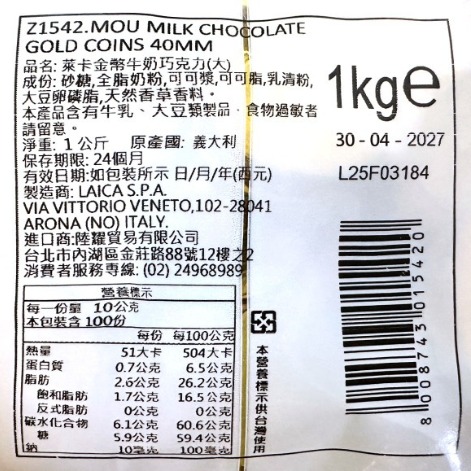 Z1542.MOU MILK CHOCOLATE
GOLD COINS 40MM
品名: 萊卡金幣牛奶巧克力(大)
成份: 砂糖,全脂奶粉,可可漿,可可脂,乳清粉,
大豆卵磷脂,天然香草香料。
本產品含有牛乳、大豆類製品,食物過敏者
請留意。
淨重: 1 公斤 原產國: 義大利
保存期限: 24個月
有效日期:如包裝所示 日/月/年(西元)
製造商: LAICA S.P.A.
VIA VITTORIO VENETO,102-28041
ARONA (NO) ITALY.
進口商:陸耀貿易有限公司
台北市內湖區金莊路88號12樓之2
消費者服務專線: (02) 24968989
營養標示
每一份量 10公克
本包裝含 100份
每份 每100公克
熱量 51大卡 504大卡
蛋白質 0.7公克 6.5公克
脂肪 2.6公克 26.2公克
飽和脂肪 1.7公克 16.5公克
反式脂肪 0公克 0公克
碳水化合物 6.1公克 60.6公克
糖 5.9公克 59.4公克
鈉 10毫克 100毫克
本營養標示供台灣使用
1kg℮
30 - 04 - 2027
L25F03184
8 008743 015420